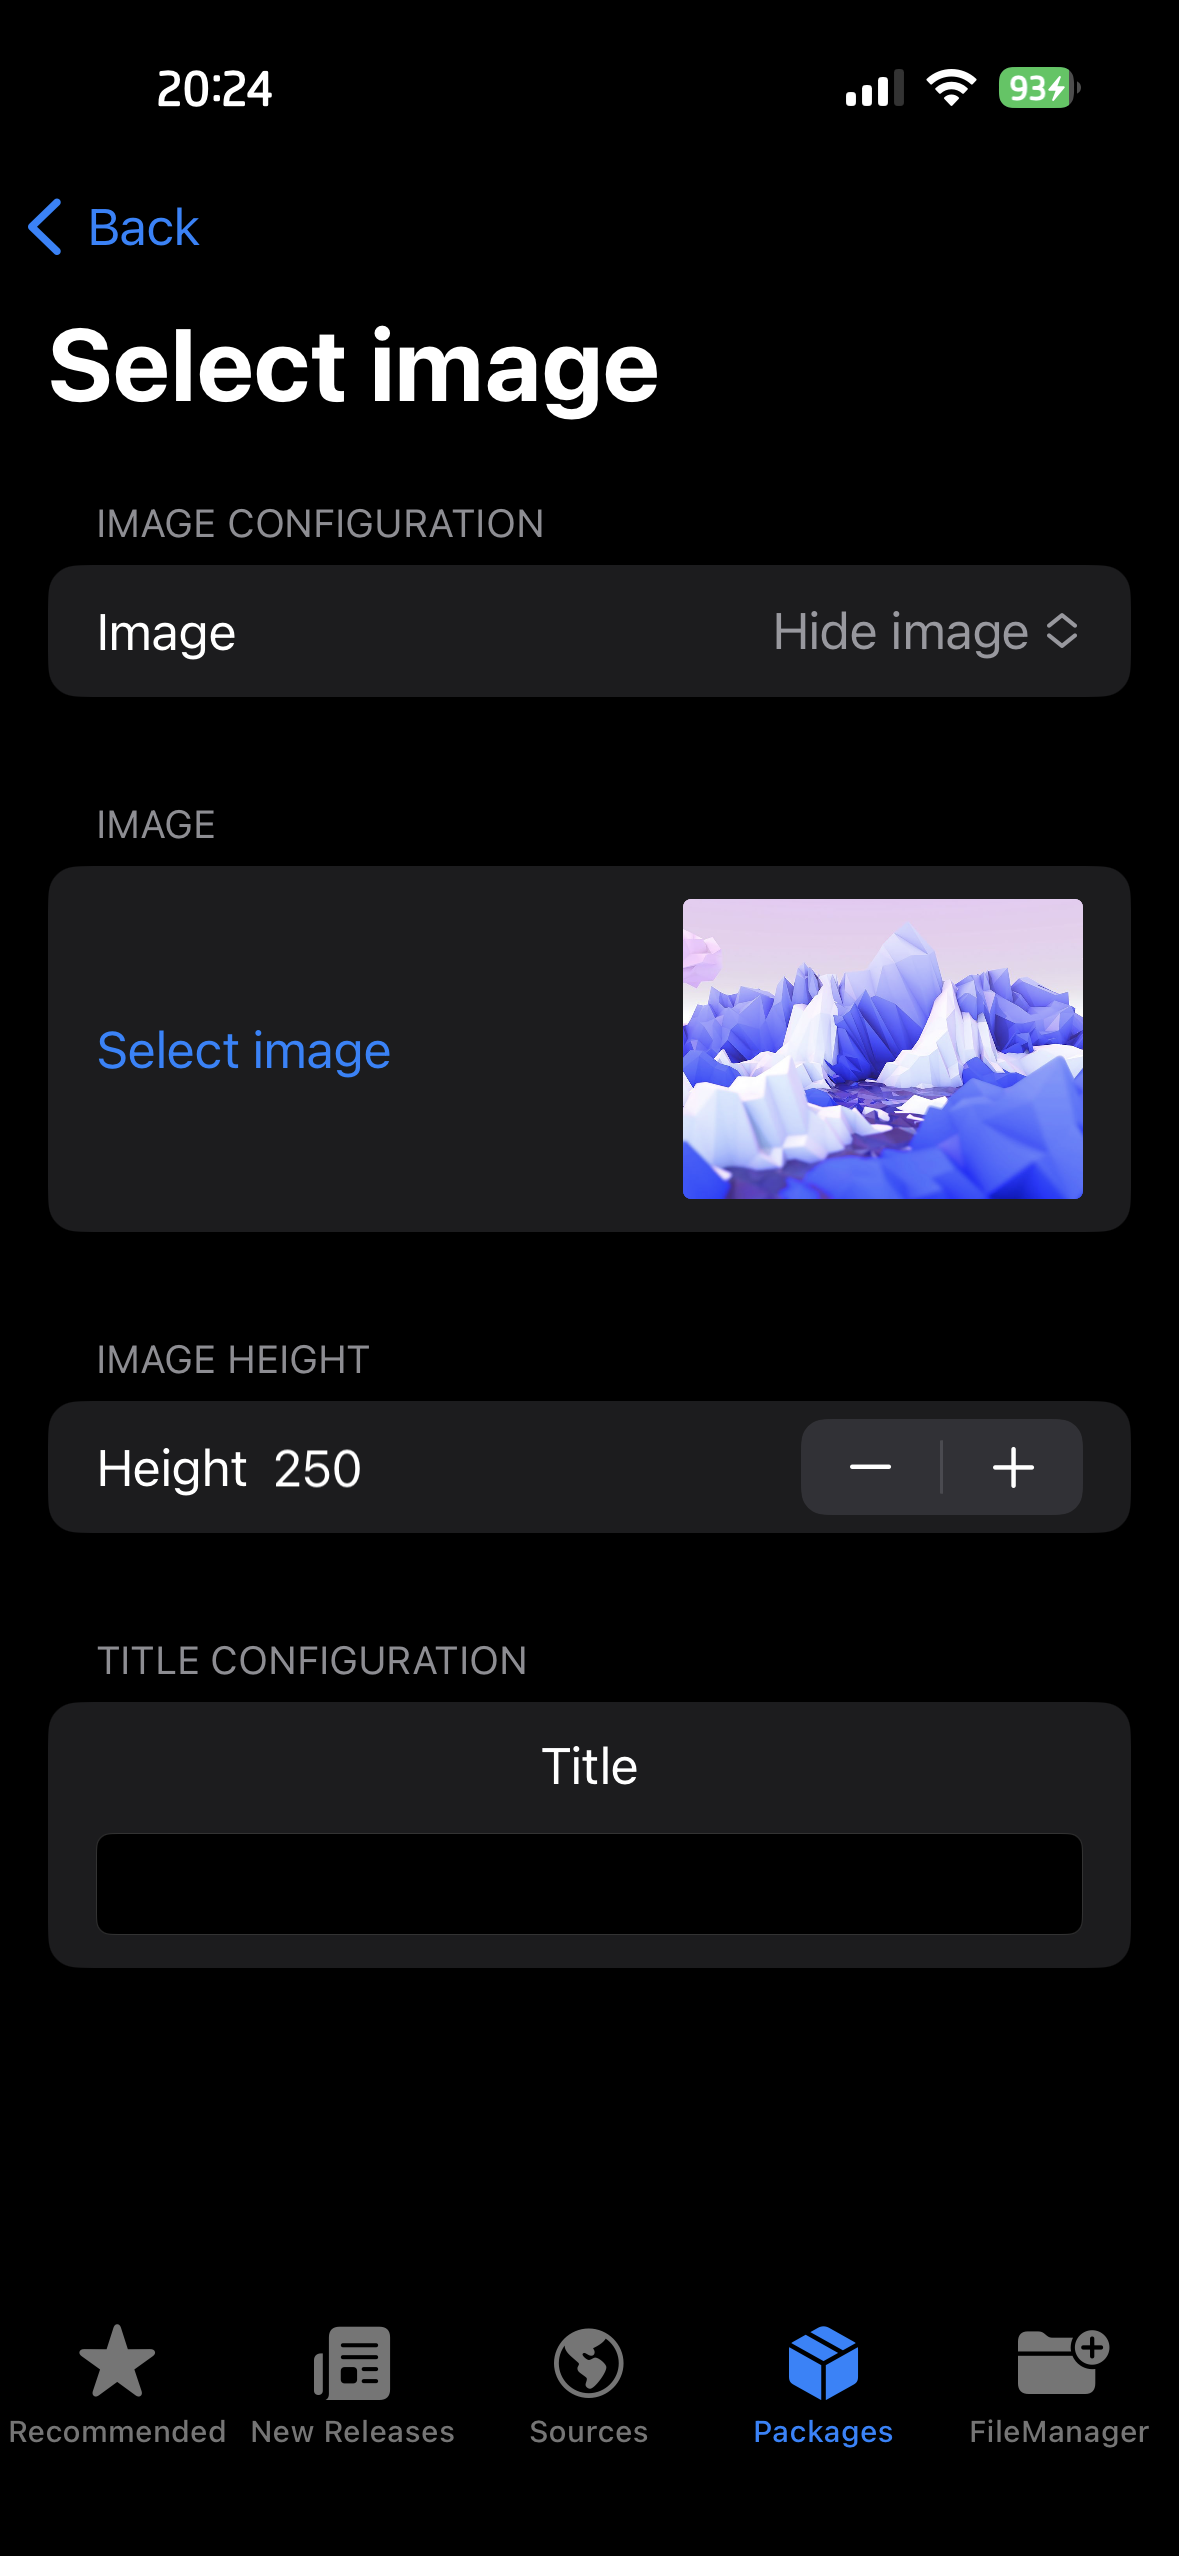 20:24
93
Back
Select image
IMAGE CONFIGURATION
Image
Hide image
IMAGE
Select image
IMAGE HEIGHT
Height 250
TITLE CONFIGURATION
Title
Recommended
New Releases
Sources
Packages
FileManager